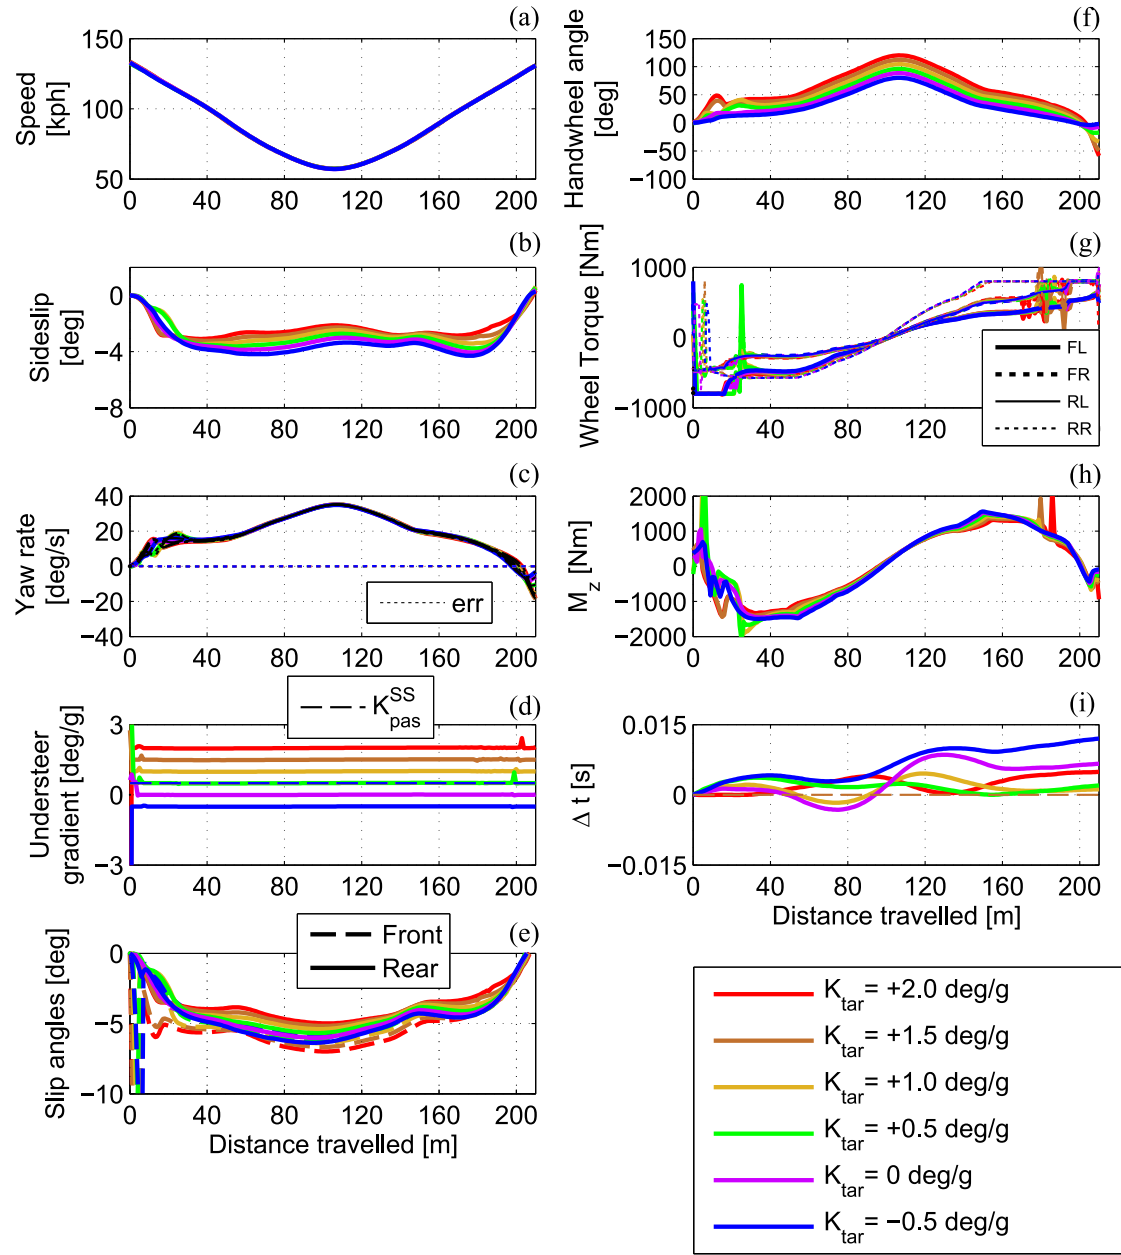 (a)
150
100
50
Speed
[kph]
0 40 80 120 160 200
(b)
0
−4
−8
Sideslip
[deg]
0 40 80 120 160 200
(c)
40
20
0
−20
−40
Yaw rate
[deg/s]
err
0 40 80 120 160 200
K_pas^SS
(d)
3
0
−3
Understeer
gradient [deg/g]
0 40 80 120 160 200
Front
Rear
(e)
0
−5
−10
Slip angles [deg]
0 40 80 120 160 200
Distance travelled [m]
(f)
150
100
50
0
−50
−100
Handwheel angle
[deg]
0 40 80 120 160 200
(g)
1000
0
−1000
Wheel Torque [Nm]
FL
FR
RL
RR
0 40 80 120 160 200
(h)
2000
1000
0
−1000
−2000
M_z [Nm]
0 40 80 120 160 200
(i)
0.015
0
−0.015
Δ t [s]
0 40 80 120 160 200
Distance travelled [m]
K_tar= +2.0 deg/g
K_tar= +1.5 deg/g
K_tar= +1.0 deg/g
K_tar= +0.5 deg/g
K_tar= 0 deg/g
K_tar= −0.5 deg/g